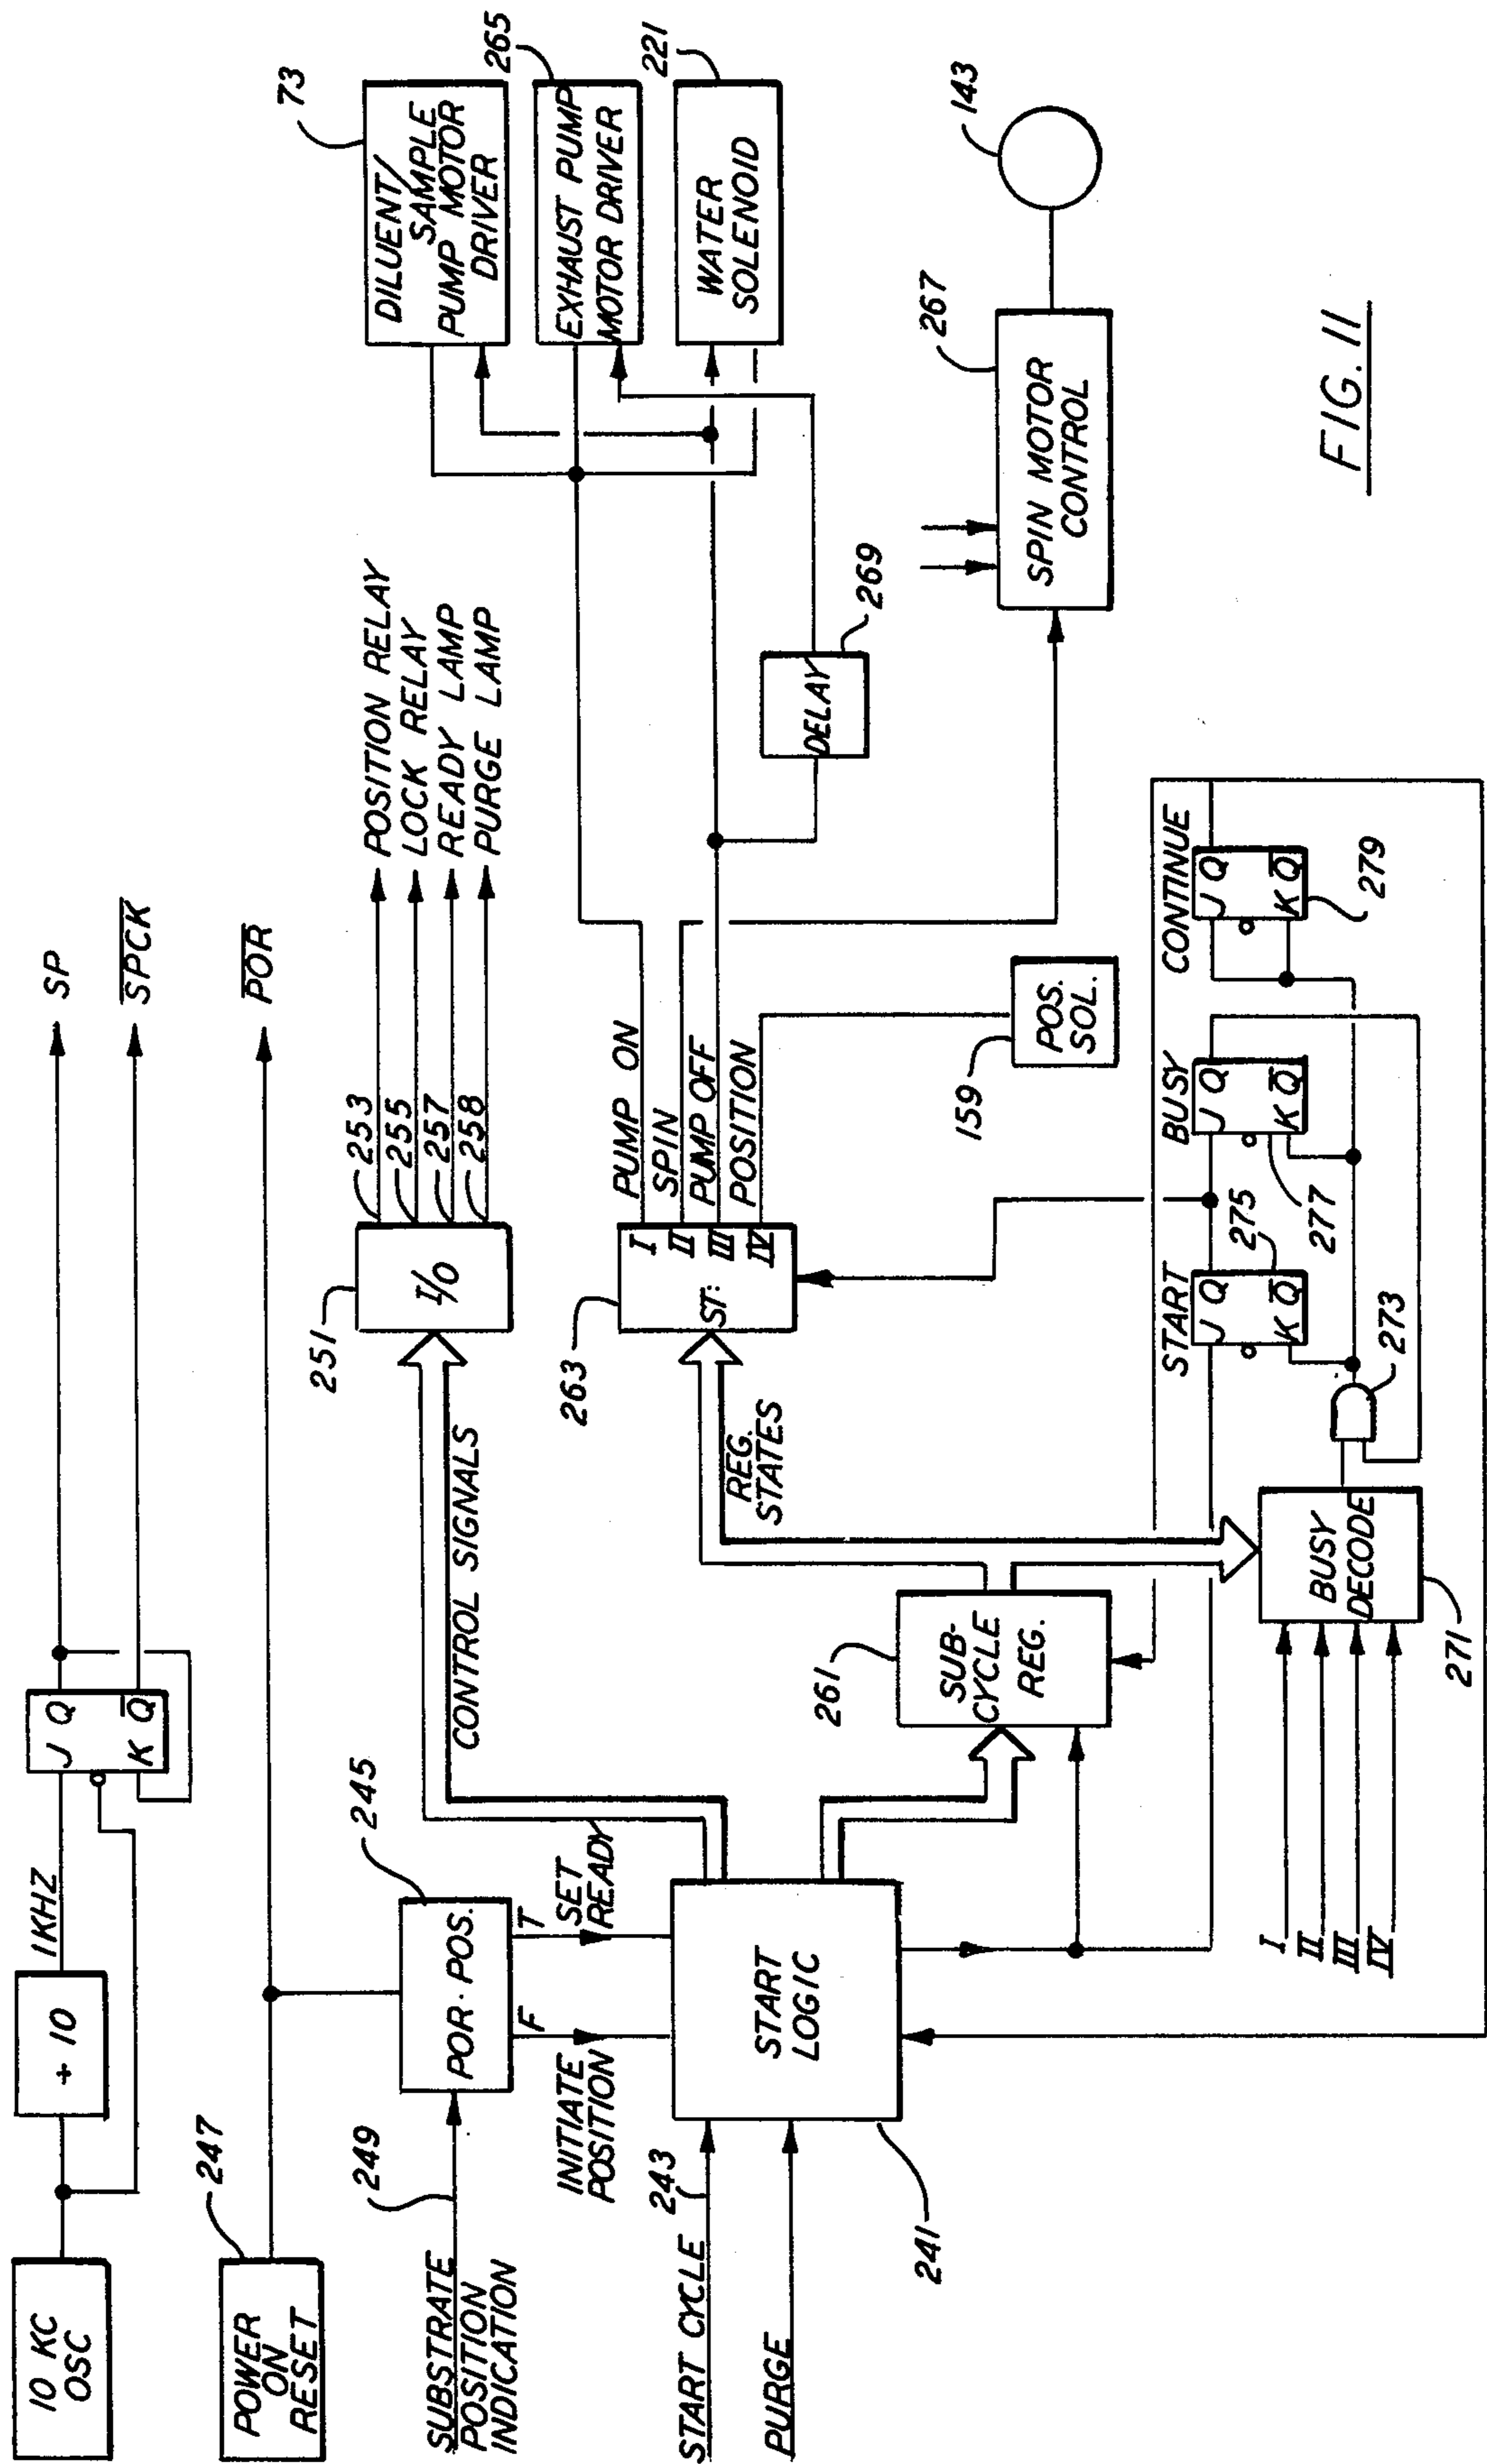 10 KC
OSC
÷ 10
1KHZ
J Q
K Q̅
SP
S̅P̅C̅K̅
247
POWER
ON
RESET
P̅O̅R̅
SUBSTRATE
POSITION
INDICATION
249
245
POR· POS.
F
T
INITIATE
POSITION
SET
READY
START CYCLE
243
PURGE
241
START
LOGIC
CONTROL SIGNALS
251
I/O
253
255
257
258
POSITION RELAY
LOCK RELAY
READY LAMP
PURGE LAMP
261
SUB-
CYCLE
REG.
REG.
STATES
263
ST:
I
II
III
IV
PUMP ON
SPIN
PUMP OFF
POSITION
159
POS.
SOL.
DELAY
269
73
DILUENT/
SAMPLE
PUMP MOTOR
DRIVER
265
EXHAUST PUMP
MOTOR DRIVER
221
WATER
SOLENOID
267
SPIN MOTOR
CONTROL
143
I
II
III
IV
BUSY
DECODE
271
273
START
J Q
K Q̅
275
BUSY
J Q
K Q̅
277
CONTINUE
J Q
K Q̅
279
FIG. 11